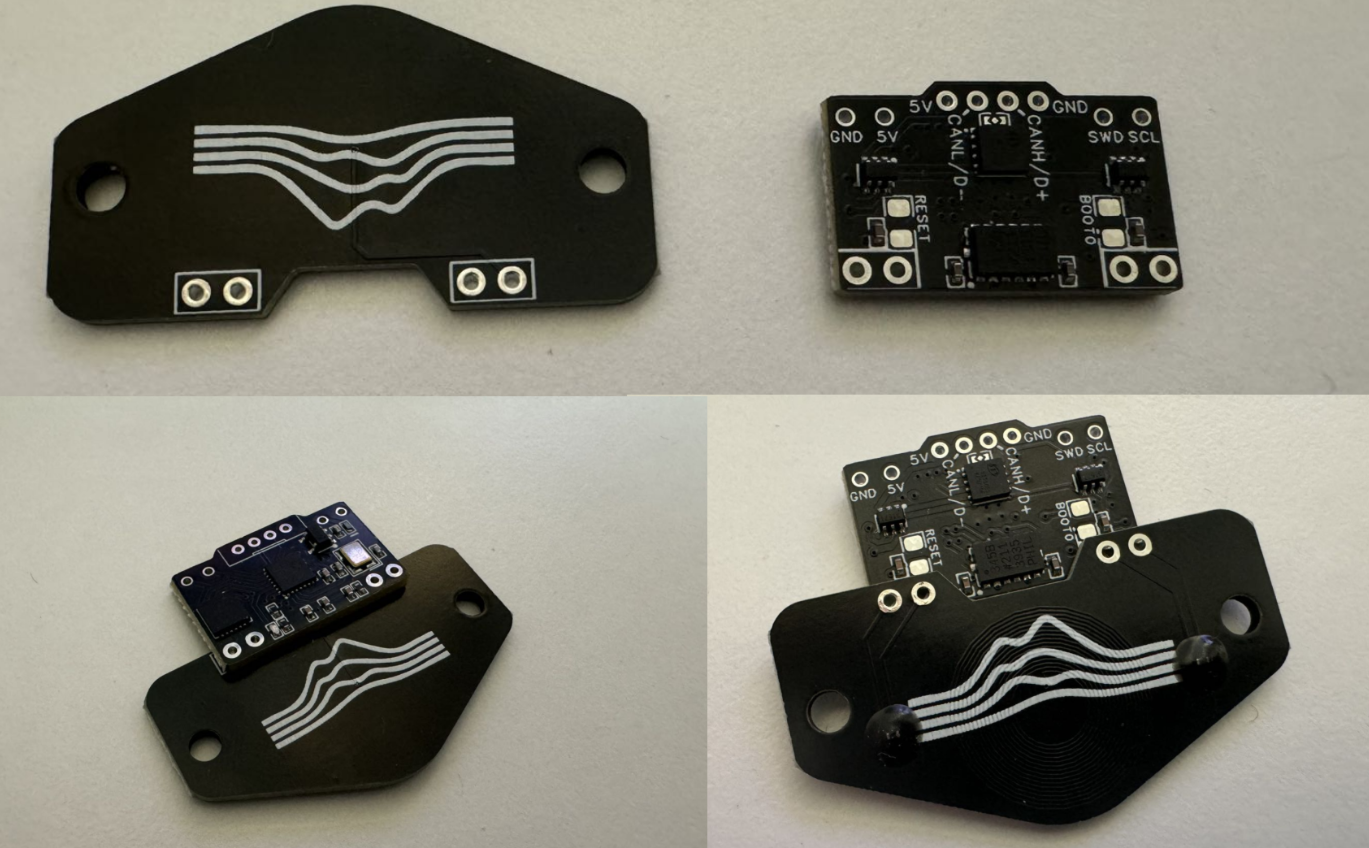 5V
GND
GND
5V
CANL/D-
CANH/D+
SWD
SCL
RESET
BOOT0
5V
GND
GND
5V
CANL/D-
CANH/D+
SWD
SCL
RESET
BOOT0